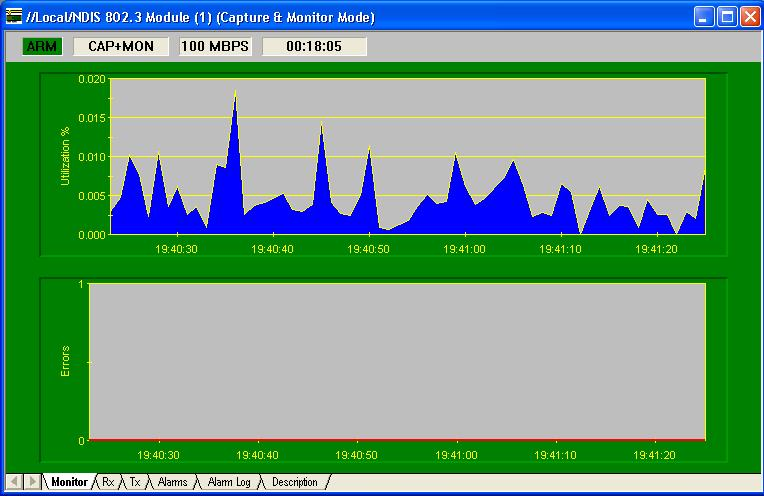 //Local/NDIS 802.3 Module (1) (Capture & Monitor Mode)
ARM CAP+MON 100 MBPS 00:18:05
0.020
0.015
0.010
0.005
0.000
Utilization %
19:40:30 19:40:40 19:40:50 19:41:00 19:41:10 19:41:20
1
0
Errors
19:40:30 19:40:40 19:40:50 19:41:00 19:41:10 19:41:20
Monitor Rx Tx Alarms Alarm Log Description